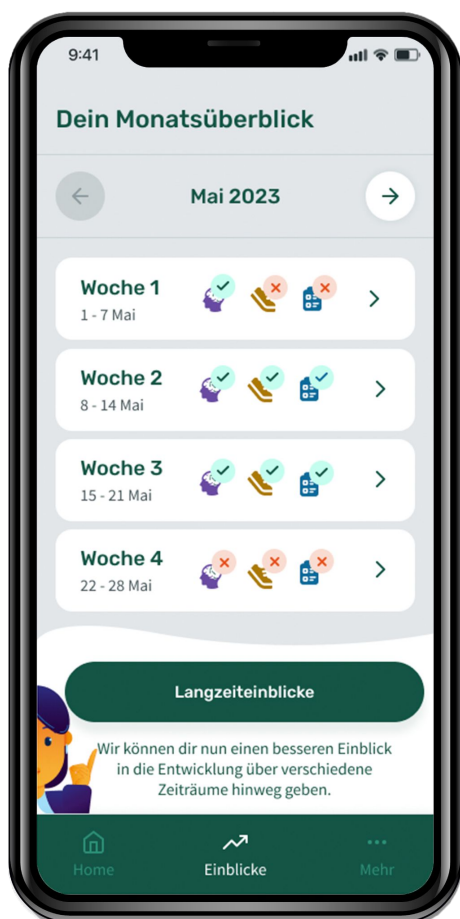 9:41
Dein Monatsüberblick
Mai 2023
Woche 1
1 - 7 Mai
Woche 2
8 - 14 Mai
Woche 3
15 - 21 Mai
Woche 4
22 - 28 Mai
Langzeiteinblicke
Wir können dir nun einen besseren Einblick
in die Entwicklung über verschiedene
Zeiträume hinweg geben.
Home
Einblicke
Mehr